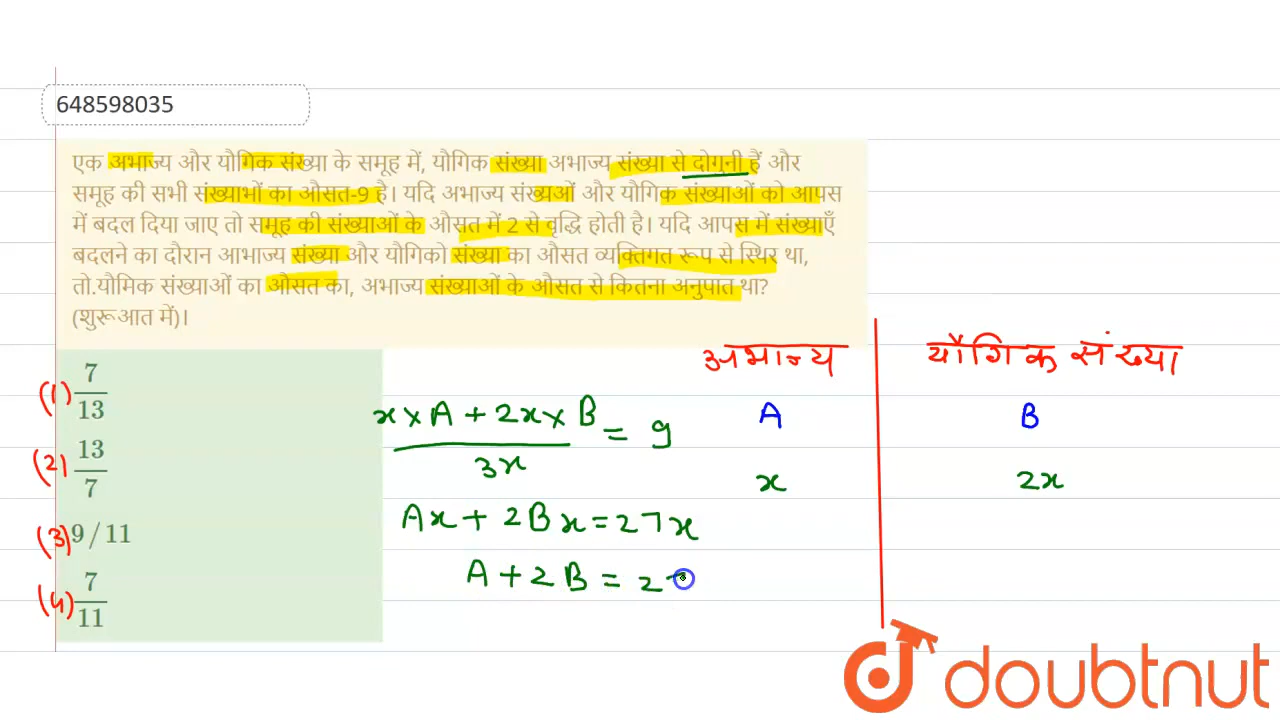 648598035
एक अभाज्य और यौगिक संख्या के समूह में, यौगिक संख्या अभाज्य संख्या से दोगुनी हैं और
समूह की सभी संख्याभों का औसत-9 है। यदि अभाज्य संख्यओं और यौगिक संख्याओं को आपस
में बदल दिया जाए तो समूह की संख्याओं के औसत में 2 से वृद्धि होती है। यदि आपस में संख्याएँ
बदलने का दौरान आभाज्य संख्या और यौगिको संख्या का औसत व्यक्तिगत रूप से स्थिर था,
तो.यौमिक संख्याओं का औसत का, अभाज्य संख्याओं के औसत से कितना अनुपात था?
(शुरूआत में)।
अभाज्य यौगिक संख्या
A B
x 2x
(1) 7/13
(2) 13/7
(3) 9/11
(4) 7/11
x×A+2x×B/3x = 9
Ax+2Bx=27x
A+2B=27
doubtnut